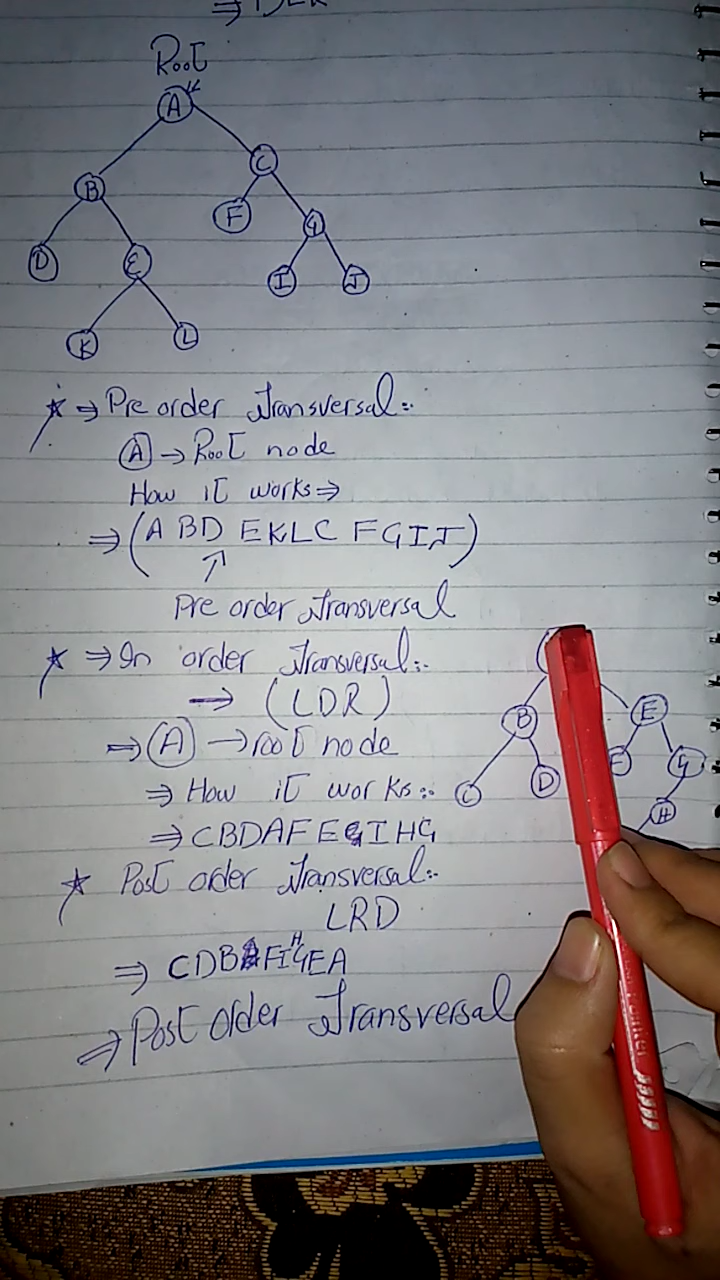 Root
A
B
C
D
E
F
G
I
J
K
L
⇒ Pre order Transversal:-
A → Root node
How it works ⇒
⇒ (A BD EKLC FGIJ)
Pre order Transversal
⇒ In order Transversal:-
→ (LDR)
⇒ A → root node
⇒ How it works:-
⇒ CBDAFEGIHG
B
E
C
D
G
H
Post order Transversal:-
LRD
⇒ CDBFIHGEA
⇒ Post order Transversal